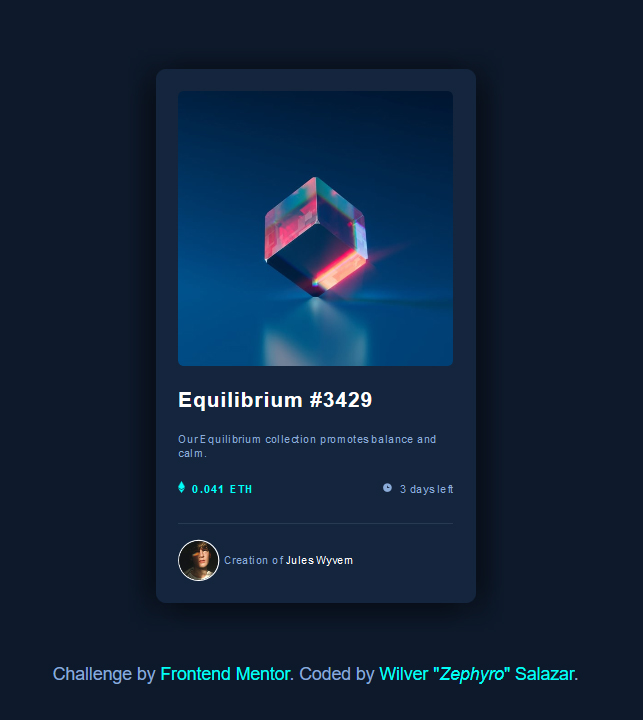 Equilibrium #3429
Our Equilibrium collection promotes balance and
calm.
0.041 ETH
3 days left
Creation of Jules Wyvern
Challenge by Frontend Mentor. Coded by Wilver "Zephyro" Salazar.